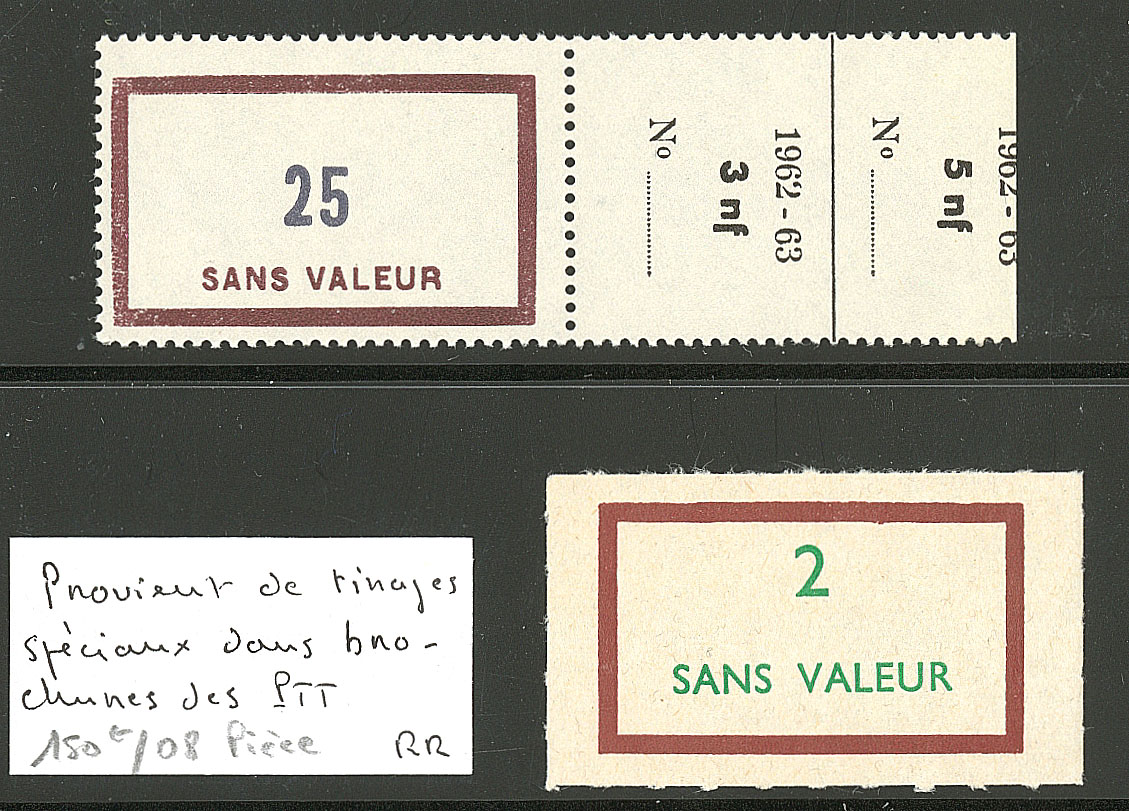 25
SANS VALEUR
Nº
3 nf
1962-63
Nº
5 nf
1962-63
2
SANS VALEUR
Provient de tirages
spéciaux dans bro-
chures des PTT
150€/08 Pièce RR